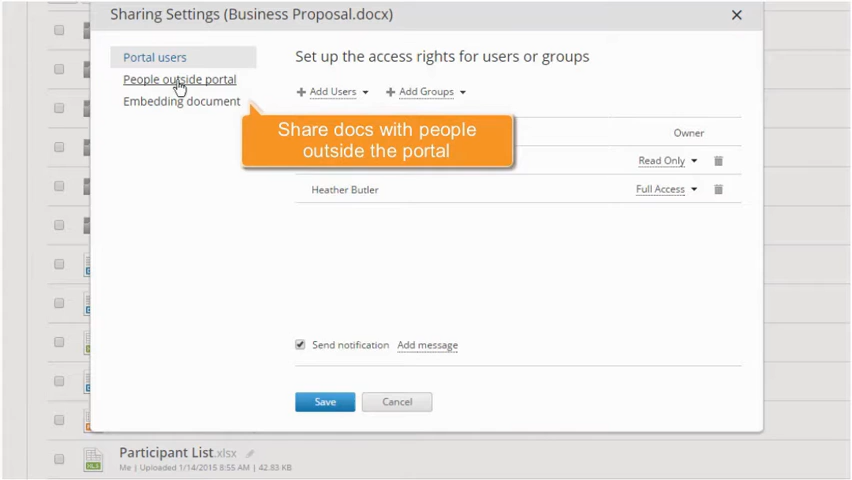 Sharing Settings (Business Proposal.docx)
Portal users
People outside portal
Embedding document
Set up the access rights for users or groups
Add Users
Add Groups
Share docs with people
outside the portal
Owner
Read Only
Heather Butler
Full Access
Send notification
Add message
Save
Cancel
Participant List.xlsx
XLS
Me | Uploaded 1/14/2015 8:55 AM | 42.83 KB